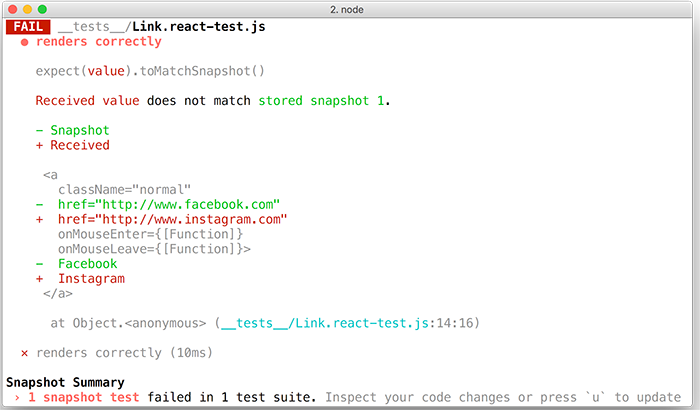 2. node
FAIL __tests__/Link.react-test.js
● renders correctly
expect(value).toMatchSnapshot()
Received value does not match stored snapshot 1.
- Snapshot
+ Received
<a
className="normal"
- href="http://www.facebook.com"
+ href="http://www.instagram.com"
onMouseEnter={[Function]}
onMouseLeave={[Function]}>
- Facebook
+ Instagram
</a>
at Object.<anonymous> (__tests__/Link.react-test.js:14:16)
✕ renders correctly (10ms)
Snapshot Summary
› 1 snapshot test failed in 1 test suite. Inspect your code changes or press `u` to update